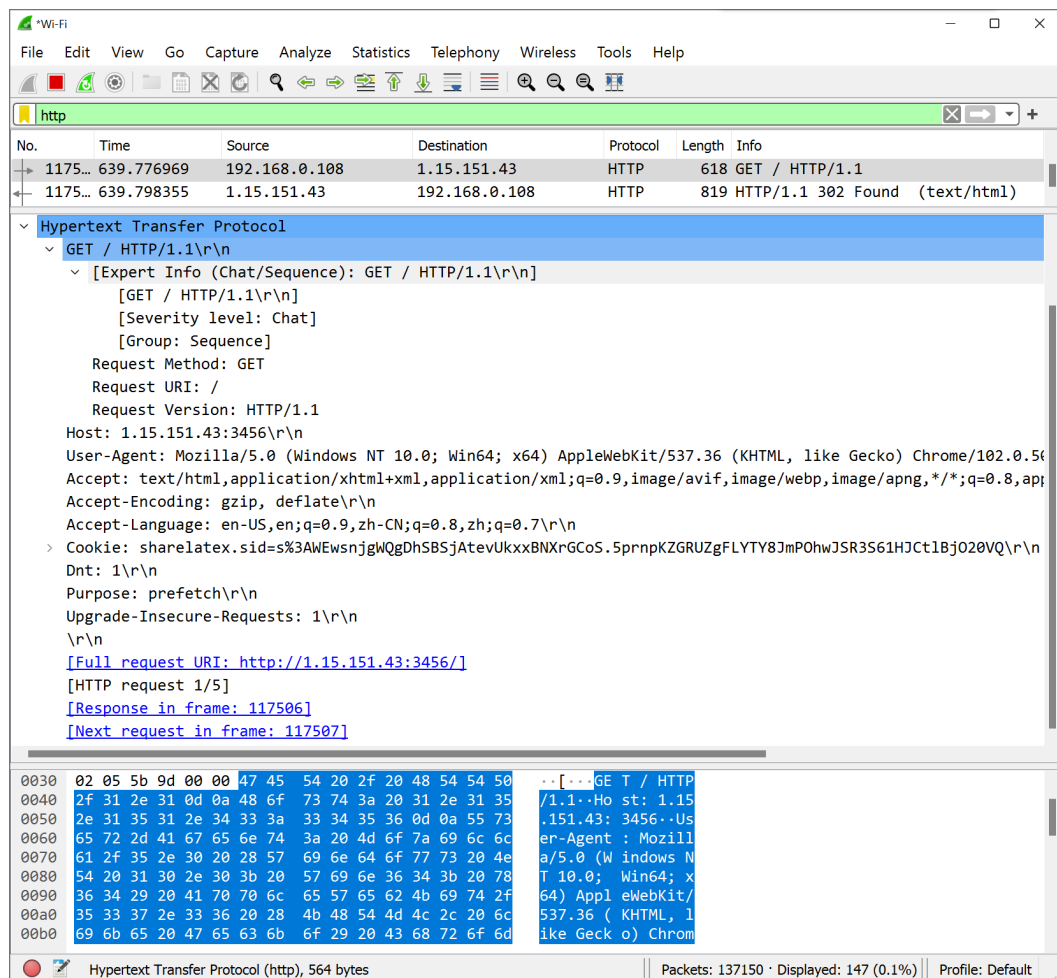 *Wi-Fi
File Edit View Go Capture Analyze Statistics Telephony Wireless Tools Help
http
No. Time Source Destination Protocol Length Info
1175… 639.776969 192.168.0.108 1.15.151.43 HTTP 618 GET / HTTP/1.1
1175… 639.798355 1.15.151.43 192.168.0.108 HTTP 819 HTTP/1.1 302 Found (text/html)
Hypertext Transfer Protocol
GET / HTTP/1.1\r\n
[Expert Info (Chat/Sequence): GET / HTTP/1.1\r\n]
[GET / HTTP/1.1\r\n]
[Severity level: Chat]
[Group: Sequence]
Request Method: GET
Request URI: /
Request Version: HTTP/1.1
Host: 1.15.151.43:3456\r\n
User-Agent: Mozilla/5.0 (Windows NT 10.0; Win64; x64) AppleWebKit/537.36 (KHTML, like Gecko) Chrome/102.0.50
Accept: text/html,application/xhtml+xml,application/xml;q=0.9,image/avif,image/webp,image/apng,*/*;q=0.8,app
Accept-Encoding: gzip, deflate\r\n
Accept-Language: en-US,en;q=0.9,zh-CN;q=0.8,zh;q=0.7\r\n
Cookie: sharelatex.sid=s%3AWEwsnjgWQgDhSBSjAtevUkxxBNXrGCoS.5prnpKZGRUZgFLYTY8JmPOhwJSR3S61HJCtlBjO20VQ\r\n
Dnt: 1\r\n
Purpose: prefetch\r\n
Upgrade-Insecure-Requests: 1\r\n
\r\n
[Full request URI: http://1.15.151.43:3456/]
[HTTP request 1/5]
[Response in frame: 117506]
[Next request in frame: 117507]
0030 02 05 5b 9d 00 00 47 45 54 20 2f 20 48 54 54 50 ··[···GE T / HTTP
0040 2f 31 2e 31 0d 0a 48 6f 73 74 3a 20 31 2e 31 35 /1.1··Ho st: 1.15
0050 2e 31 35 31 2e 34 33 3a 33 34 35 36 0d 0a 55 73 .151.43: 3456··Us
0060 65 72 2d 41 67 65 6e 74 3a 20 4d 6f 7a 69 6c 6c er-Agent : Mozill
0070 61 2f 35 2e 30 20 28 57 69 6e 64 6f 77 73 20 4e a/5.0 (W indows N
0080 54 20 31 30 2e 30 3b 20 57 69 6e 36 34 3b 20 78 T 10.0; Win64; x
0090 36 34 29 20 41 70 70 6c 65 57 65 62 4b 69 74 2f 64) Appl eWebKit/
00a0 35 33 37 2e 33 36 20 28 4b 48 54 4d 4c 2c 20 6c 537.36 ( KHTML, l
00b0 69 6b 65 20 47 65 63 6b 6f 29 20 43 68 72 6f 6d ike Geck o) Chrom
Hypertext Transfer Protocol (http), 564 bytes Packets: 137150 · Displayed: 147 (0.1%) Profile: Default